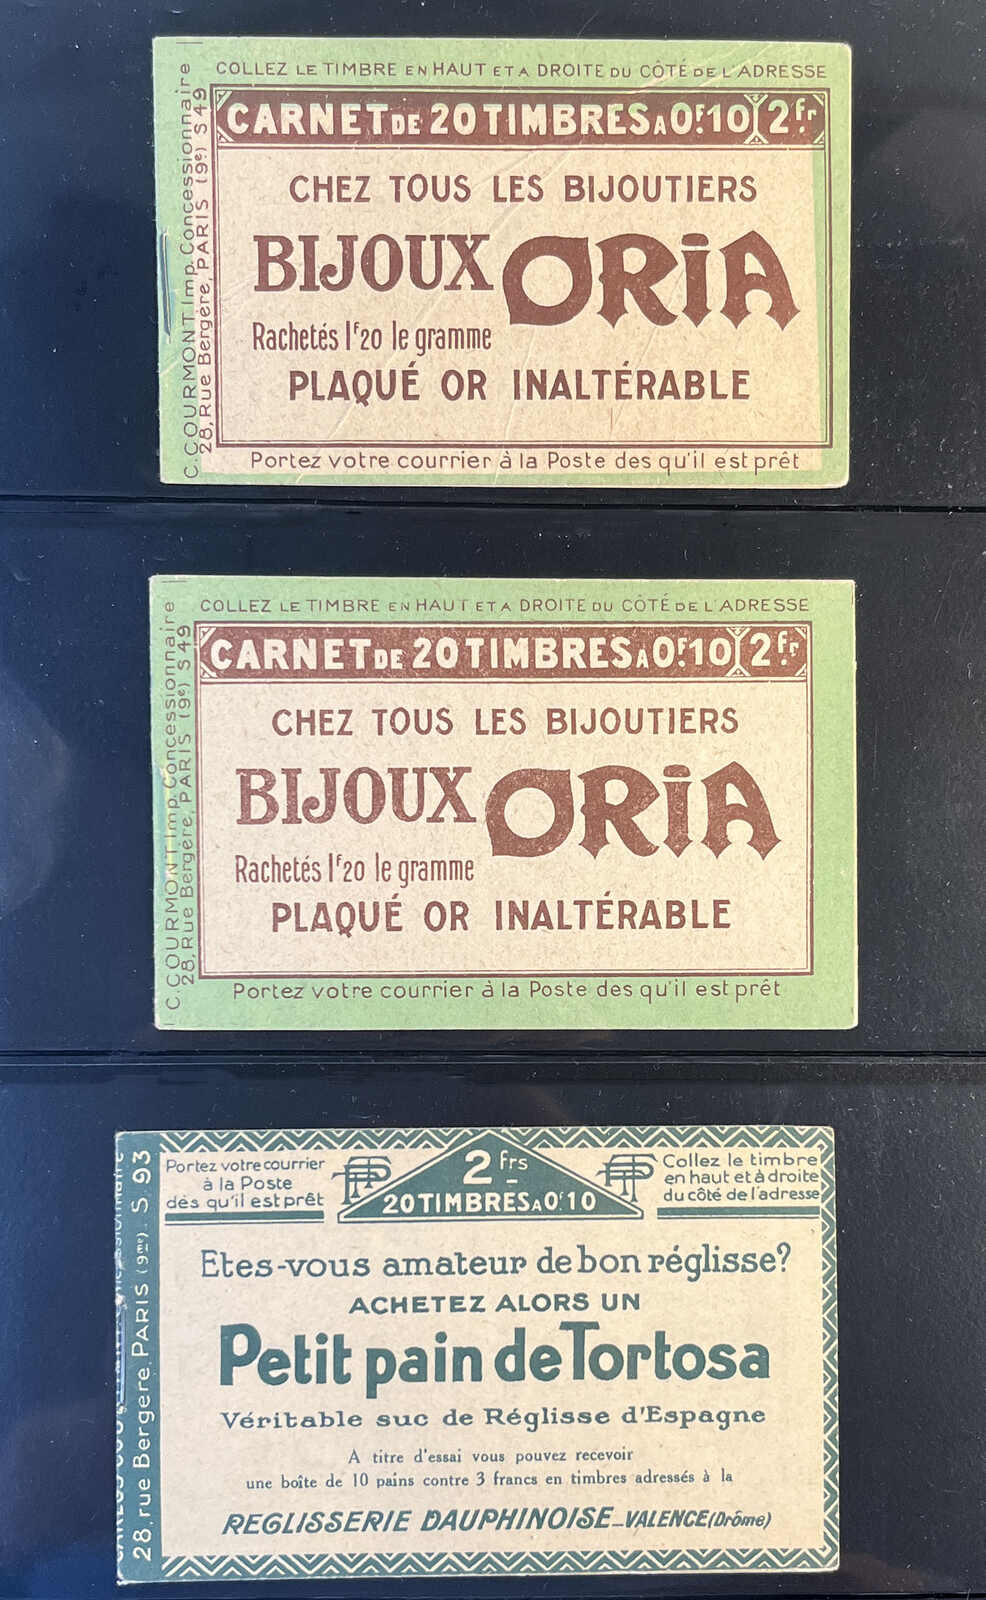 COLLEZ LE TIMBRE EN HAUT ET A DROITE DU CÔTÉ DE L'ADRESSE
C. COURMONT Imp. Concessionnaire
28, Rue Bergère, PARIS (9e) S 49
CARNET DE 20 TIMBRES A 0F.10 2fr.
CHEZ TOUS LES BIJOUTIERS
BIJOUX ORIA
Rachetés 1F20 le gramme
PLAQUÉ OR INALTÉRABLE
Portez votre courrier à la Poste des qu'il est prêt
COLLEZ LE TIMBRE EN HAUT ET A DROITE DU CÔTÉ DE L'ADRESSE
C. COURMONT Imp. Concessionnaire
28, Rue Bergère, PARIS (9e) S 49
CARNET DE 20 TIMBRES A 0F.10 2fr.
CHEZ TOUS LES BIJOUTIERS
BIJOUX ORIA
Rachetés 1F20 le gramme
PLAQUÉ OR INALTÉRABLE
Portez votre courrier à la Poste des qu'il est prêt
28, rue Bergere, PARIS (9me). S. 93
Portez votre courrier
à la Poste
dès qu'il est prêt
2 frs
20 TIMBRES A 0F.10
Collez le timbre
en haut et à droite
du côté de l'adresse
Etes-vous amateur de bon réglisse?
ACHETEZ ALORS UN
Petit pain de Tortosa
Véritable suc de Réglisse d'Espagne
A titre d'essai vous pouvez recevoir
une boîte de 10 pains contre 3 francs en timbres adressés à la
REGLISSERIE DAUPHINOISE_VALENCE (Drôme)